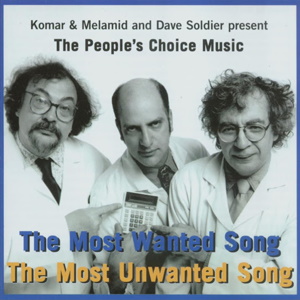 Komar & Melamid and Dave Soldier present
The People's Choice Music
The Most Wanted Song
The Most Unwanted Song